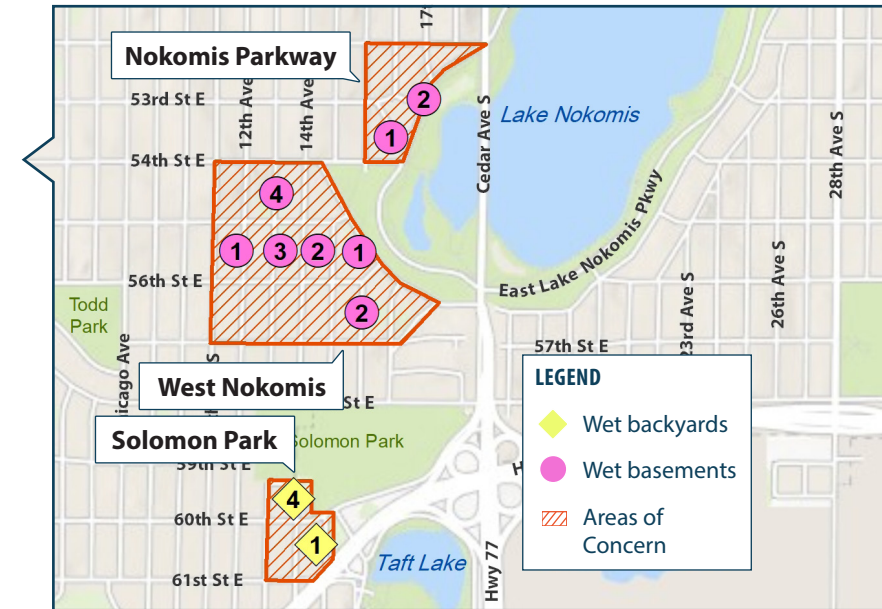 17
Nokomis Parkway
53rd St E
12th Ave
14th Ave
2
1
Lake Nokomis
Cedar Ave S
28th Ave S
54th St E
4
1
3
2
1
East Lake Nokomis Pkwy
56th St E
2
23rd Ave S
26th Ave S
Todd
Park
57th St E
West Nokomis
St E
Solomon Park
Solomon Park
59th St E
4
60th St E
1
61st St E
Taft Lake
Hwy 77
LEGEND
Wet backyards
Wet basements
Areas of
Concern